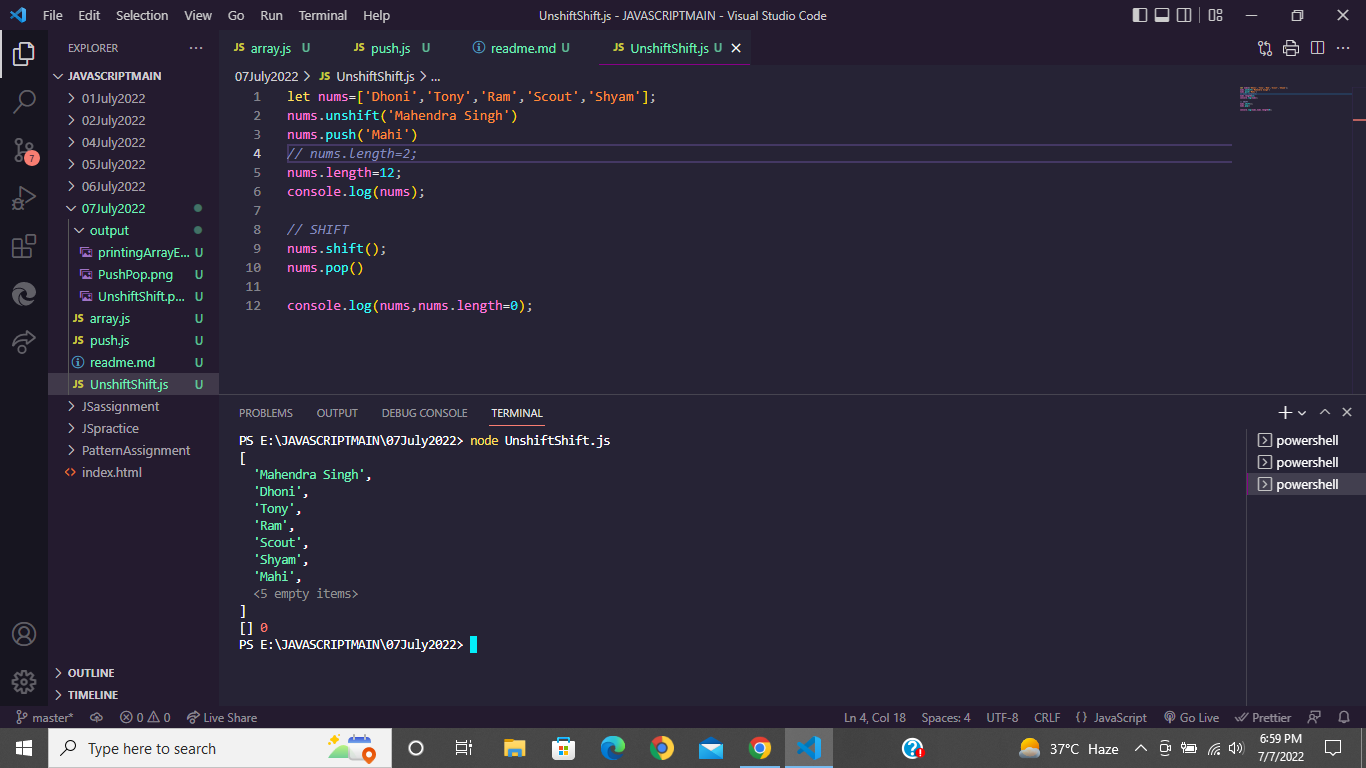 File Edit Selection View Go Run Terminal Help UnshiftShift.js - JAVASCRIPTMAIN - Visual Studio Code
EXPLORER
JS array.js U JS push.js U readme.md U JS UnshiftShift.js U
07July2022 > JS UnshiftShift.js > ...
JAVASCRIPTMAIN
01July2022
02July2022
04July2022
05July2022
06July2022
07July2022
output
printingArrayE... U
PushPop.png U
UnshiftShift.p... U
JS array.js U
JS push.js U
readme.md U
JS UnshiftShift.js U
JSassignment
JSpractice
PatternAssignment
index.html
OUTLINE
TIMELINE
7
1 let nums=['Dhoni','Tony','Ram','Scout','Shyam'];
2 nums.unshift('Mahendra Singh')
3 nums.push('Mahi')
4 // nums.length=2;
5 nums.length=12;
6 console.log(nums);
7
8 // SHIFT
9 nums.shift();
10 nums.pop()
11
12 console.log(nums,nums.length=0);
PROBLEMS OUTPUT DEBUG CONSOLE TERMINAL
PS E:\JAVASCRIPTMAIN\07July2022> node UnshiftShift.js
[
'Mahendra Singh',
'Dhoni',
'Tony',
'Ram',
'Scout',
'Shyam',
'Mahi',
<5 empty items>
]
[] 0
PS E:\JAVASCRIPTMAIN\07July2022>
powershell
powershell
powershell
master* 0 0 Live Share Ln 4, Col 18 Spaces: 4 UTF-8 CRLF {} JavaScript Go Live Prettier
Type here to search 37°C Haze 6:59 PM
7/7/2022